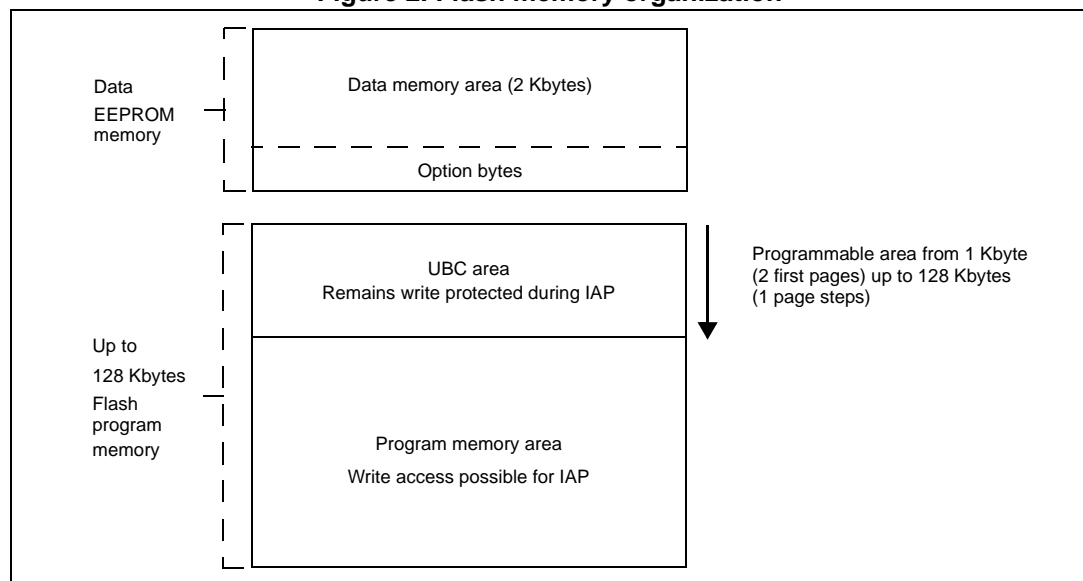 Figure 2. Flash memory organization
Data
EEPROM
memory
Data memory area (2 Kbytes)
Option bytes
UBC area
Remains write protected during IAP
Programmable area from 1 Kbyte
(2 first pages) up to 128 Kbytes
(1 page steps)
Up to
128 Kbytes
Flash
program
memory
Program memory area
Write access possible for IAP